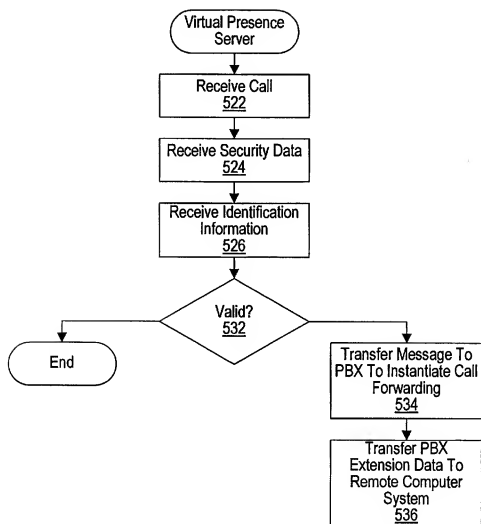 Virtual Presence
Server
Receive Call
522
Receive Security Data
524
Receive Identification
Information
526
Valid?
532
End
Transfer Message To
PBX To Instantiate Call
Forwarding
534
Transfer PBX
Extension Data To
Remote Computer
System
536